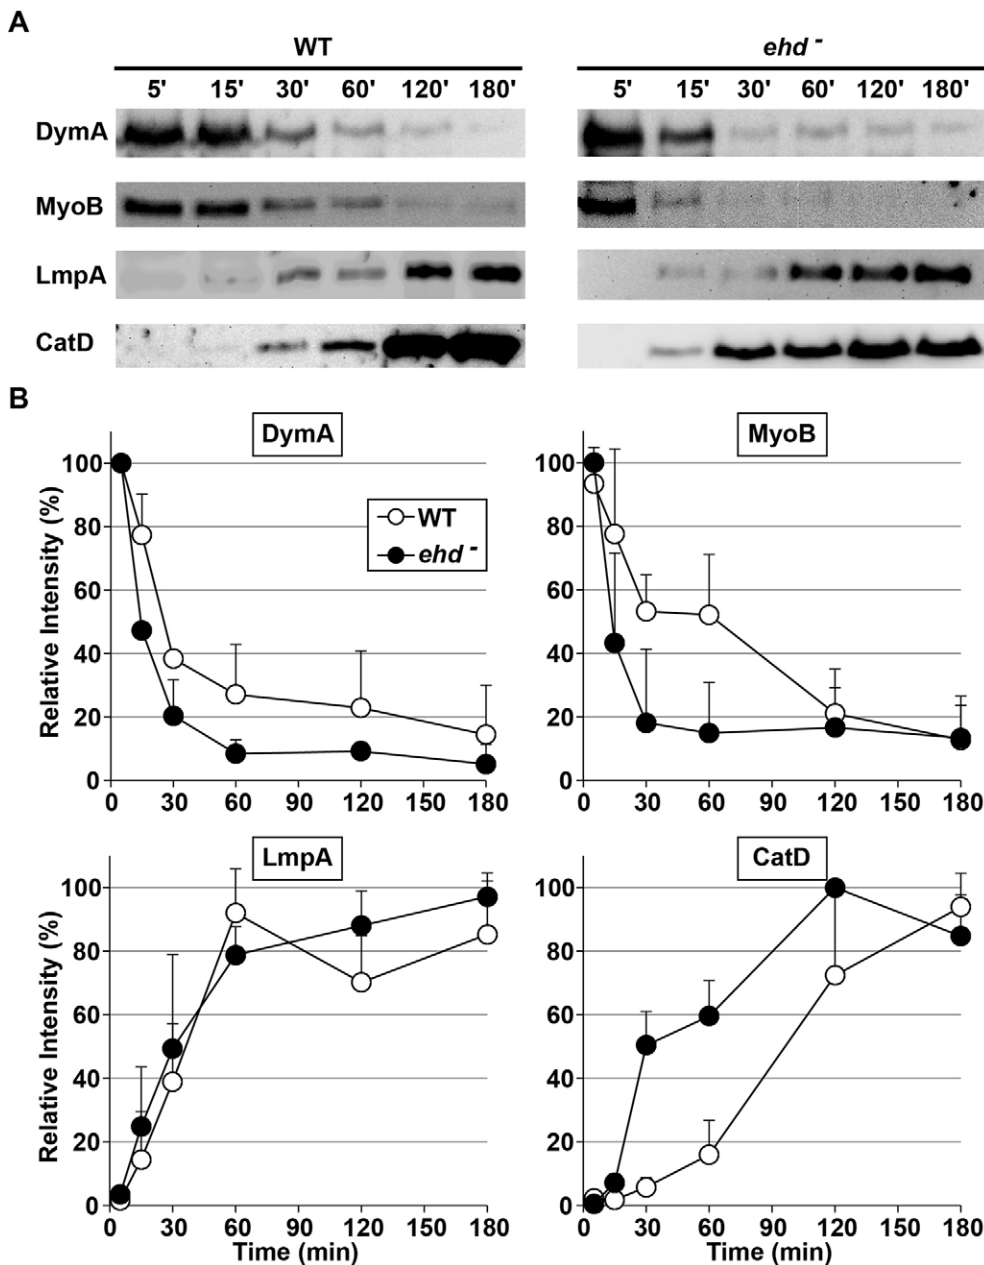 A
WT ehd -
5' 15' 30' 60' 120' 180' 5' 15' 30' 60' 120' 180'
DymA
MyoB
LmpA
CatD
B
DymA MyoB
100 100
80 80
60 60
40 40
20 20
0 0
Relative Intensity (%)
WT
ehd -
0 30 60 90 120 150 180 0 30 60 90 120 150 180
LmpA CatD
100 100
80 80
60 60
40 40
20 20
0 0
Relative Intensity (%)
0 30 60 90 120 150 180 0 30 60 90 120 150 180
Time (min) Time (min)